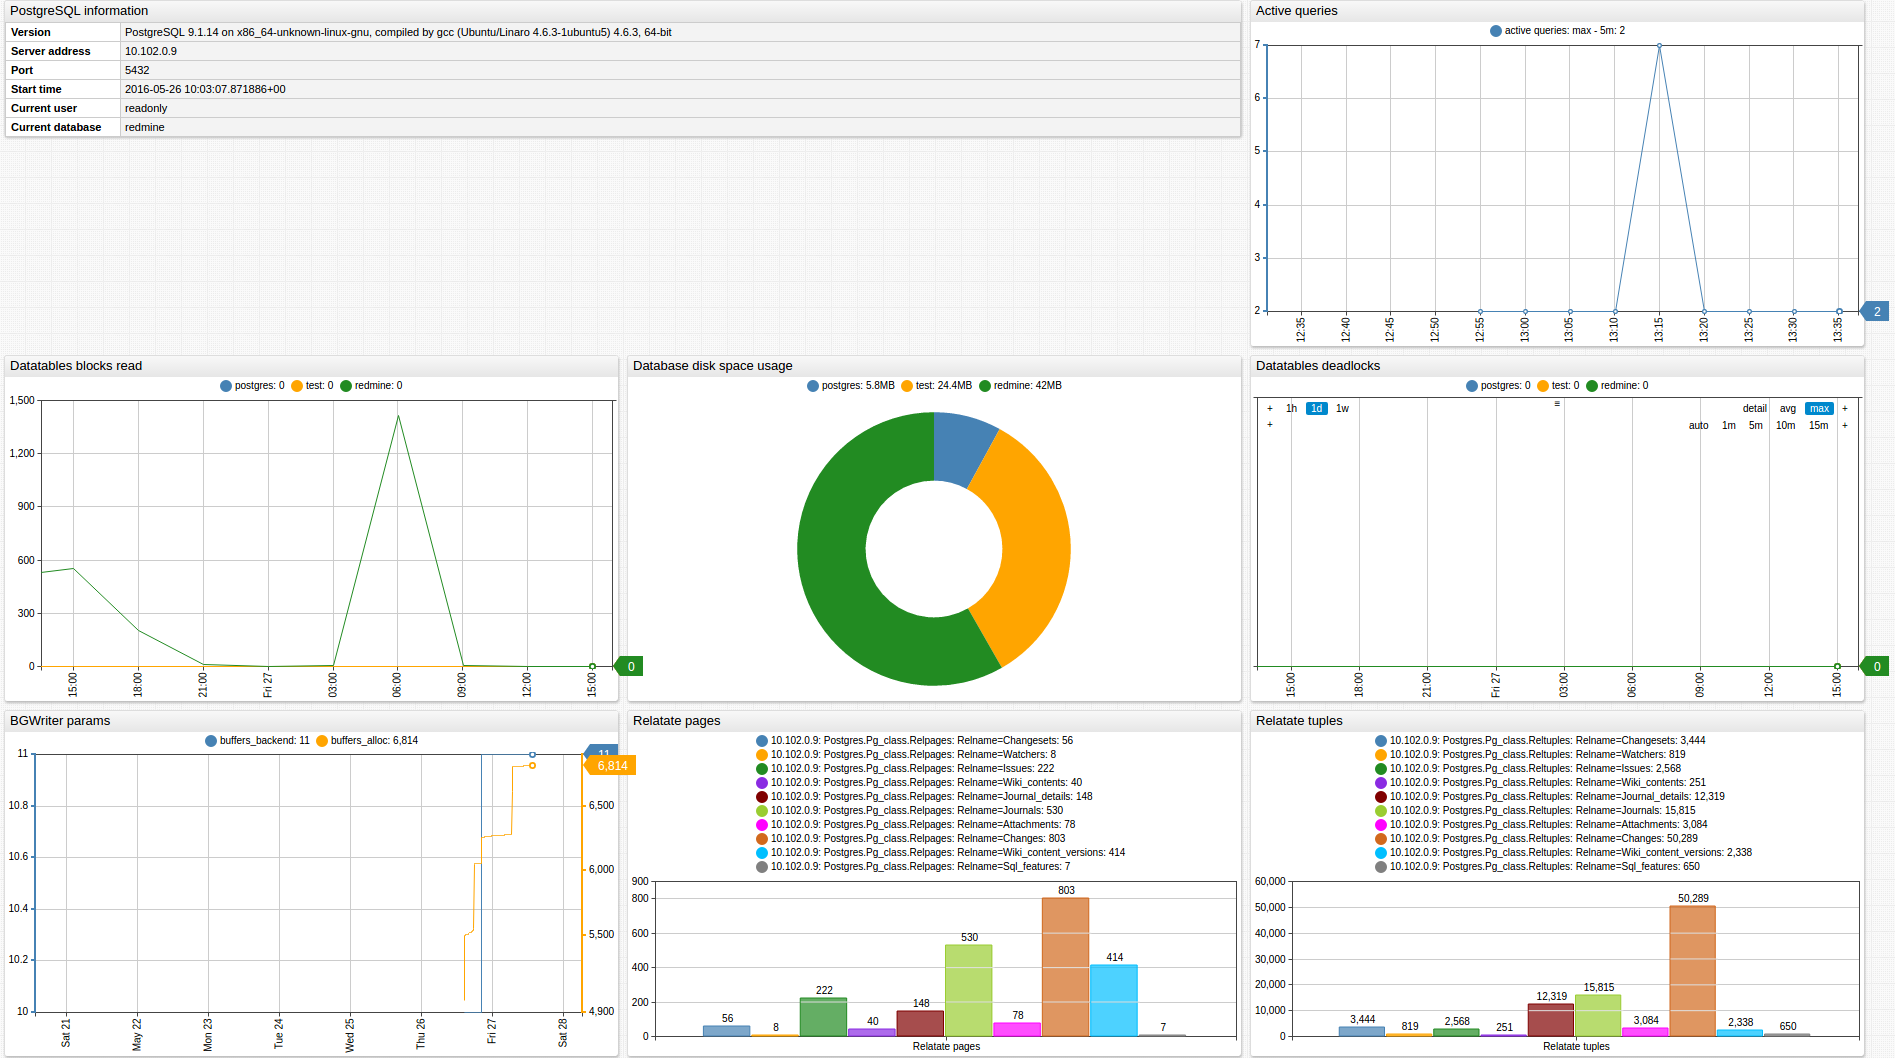 PostgreSQL information
Version PostgreSQL 9.1.14 on x86_64-unknown-linux-gnu, compiled by gcc (Ubuntu/Linaro 4.6.3-1ubuntu5) 4.6.3, 64-bit
Server address 10.102.0.9
Port 5432
Start time 2016-05-26 10:03:07.871886+00
Current user readonly
Current database redmine
Active queries
active queries: max - 5m: 2
7
6
5
4
3
2
2
12:35 12:40 12:45 12:50 12:55 13:00 13:05 13:10 13:15 13:20 13:25 13:30 13:35
Datatables blocks read
postgres: 0 test: 0 redmine: 0
1,500
1,200
900
600
300
0
0
15:00 18:00 21:00 Fri 27 03:00 06:00 09:00 12:00 15:00
Database disk space usage
postgres: 5.8MB test: 24.4MB redmine: 42MB
Datatables deadlocks
postgres: 0 test: 0 redmine: 0
+ 1h 1d 1w ≡ detail avg max +
+ auto 1m 5m 10m 15m +
0
15:00 18:00 21:00 Fri 27 03:00 06:00 09:00 12:00 15:00
BGWriter params
buffers_backend: 11 buffers_alloc: 6,814
11
10.8
10.6
10.4
10.2
10
11
6,814
6,500
6,000
5,500
4,900
Sat 21 May 22 Mon 23 Tue 24 Wed 25 Thu 26 Fri 27 Sat 28
Relatate pages
10.102.0.9: Postgres.Pg_class.Relpages: Relname=Changesets: 56
10.102.0.9: Postgres.Pg_class.Relpages: Relname=Watchers: 8
10.102.0.9: Postgres.Pg_class.Relpages: Relname=Issues: 222
10.102.0.9: Postgres.Pg_class.Relpages: Relname=Wiki_contents: 40
10.102.0.9: Postgres.Pg_class.Relpages: Relname=Journal_details: 148
10.102.0.9: Postgres.Pg_class.Relpages: Relname=Journals: 530
10.102.0.9: Postgres.Pg_class.Relpages: Relname=Attachments: 78
10.102.0.9: Postgres.Pg_class.Relpages: Relname=Changes: 803
10.102.0.9: Postgres.Pg_class.Relpages: Relname=Wiki_content_versions: 414
10.102.0.9: Postgres.Pg_class.Relpages: Relname=Sql_features: 7
900
800
600
400
200
0
56 8 222 40 148 530 78 803 414 7
Relatate pages
Relatate tuples
10.102.0.9: Postgres.Pg_class.Reltuples: Relname=Changesets: 3,444
10.102.0.9: Postgres.Pg_class.Reltuples: Relname=Watchers: 819
10.102.0.9: Postgres.Pg_class.Reltuples: Relname=Issues: 2,568
10.102.0.9: Postgres.Pg_class.Reltuples: Relname=Wiki_contents: 251
10.102.0.9: Postgres.Pg_class.Reltuples: Relname=Journal_details: 12,319
10.102.0.9: Postgres.Pg_class.Reltuples: Relname=Journals: 15,815
10.102.0.9: Postgres.Pg_class.Reltuples: Relname=Attachments: 3,084
10.102.0.9: Postgres.Pg_class.Reltuples: Relname=Changes: 50,289
10.102.0.9: Postgres.Pg_class.Reltuples: Relname=Wiki_content_versions: 2,338
10.102.0.9: Postgres.Pg_class.Reltuples: Relname=Sql_features: 650
60,000
50,000
40,000
30,000
20,000
10,000
0
3,444 819 2,568 251 12,319 15,815 3,084 50,289 2,338 650
Relatate tuples